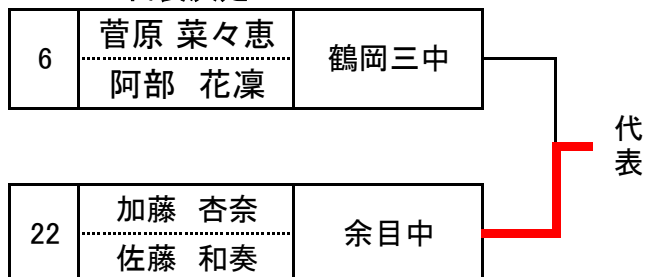 6 菅原 菜々恵 鶴岡三中
阿部 花凜
代
表
22 加藤 杏奈 余目中
佐藤 和奏